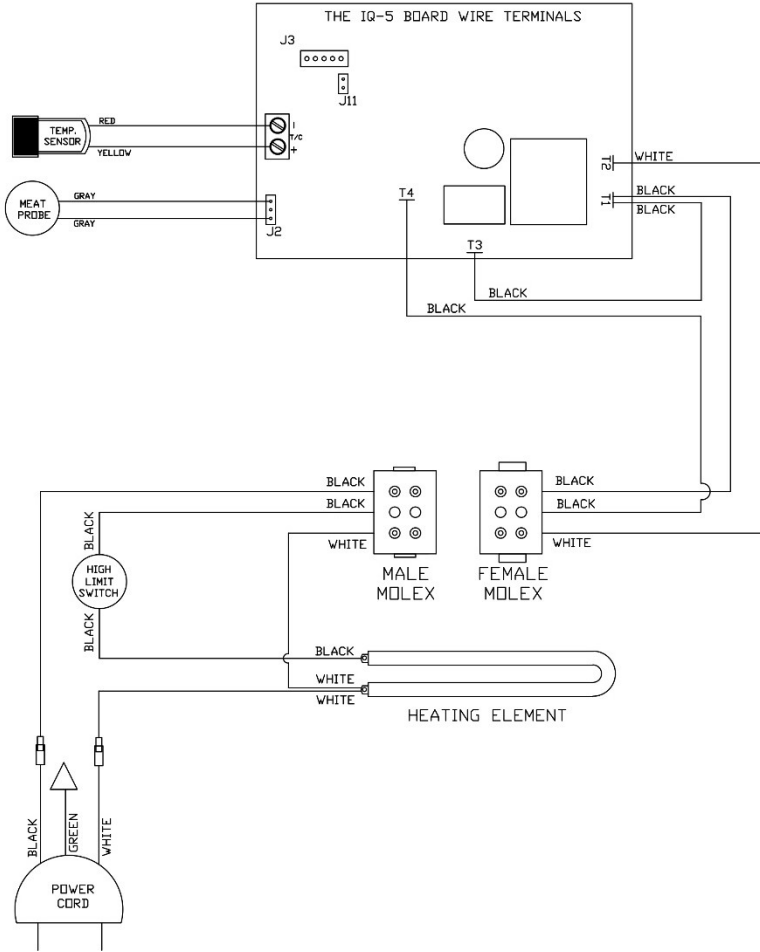 THE IQ-5 BOARD WIRE TERMINALS
J3
J11
RED
TEMP.
SENSOR
YELLOW
-
T/C
+
T2
WHITE
GRAY
MEAT
PROBE
GRAY
J2
T4
T1
BLACK
BLACK
T3
BLACK
BLACK
BLACK
BLACK
WHITE
BLACK
BLACK
WHITE
MALE
MOLEX
FEMALE
MOLEX
BLACK
HIGH
LIMIT
SWITCH
BLACK
BLACK
WHITE
WHITE
HEATING ELEMENT
BLACK
GREEN
WHITE
POWER
CORD